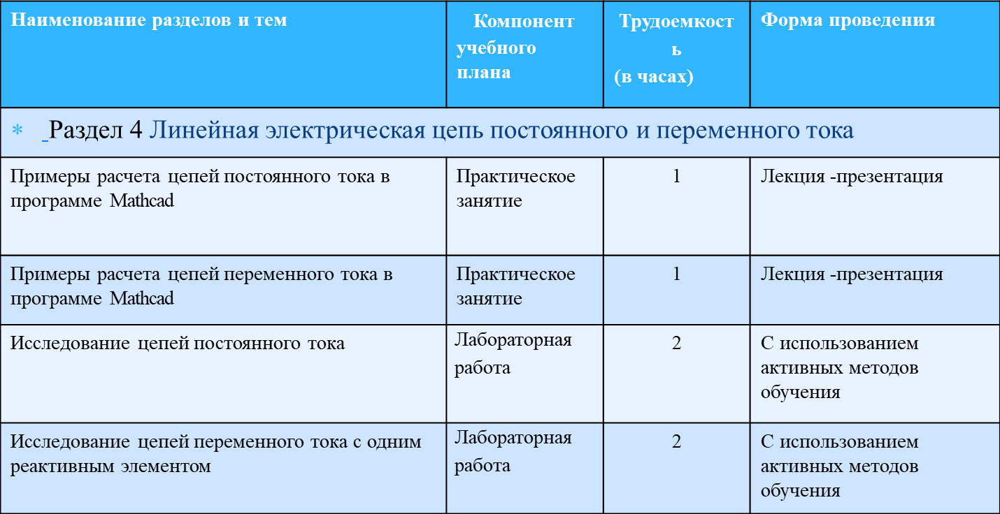 Наименование разделов и тем
Компонент
учебного
плана
Трудоемкост
ь
(в часах)
Форма проведения
* Раздел 4 Линейная электрическая цепь постоянного и переменного тока
Примеры расчета цепей постоянного тока в
программе Mathcad
Практическое
занятие
1
Лекция -презентация
Примеры расчета цепей переменного тока в
программе Mathcad
Практическое
занятие
1
Лекция -презентация
Исследование цепей постоянного тока
Лабораторная
работа
2
С использованием
активных методов
обучения
Исследование цепей переменного тока с одним
реактивным элементом
Лабораторная
работа
2
С использованием
активных методов
обучения